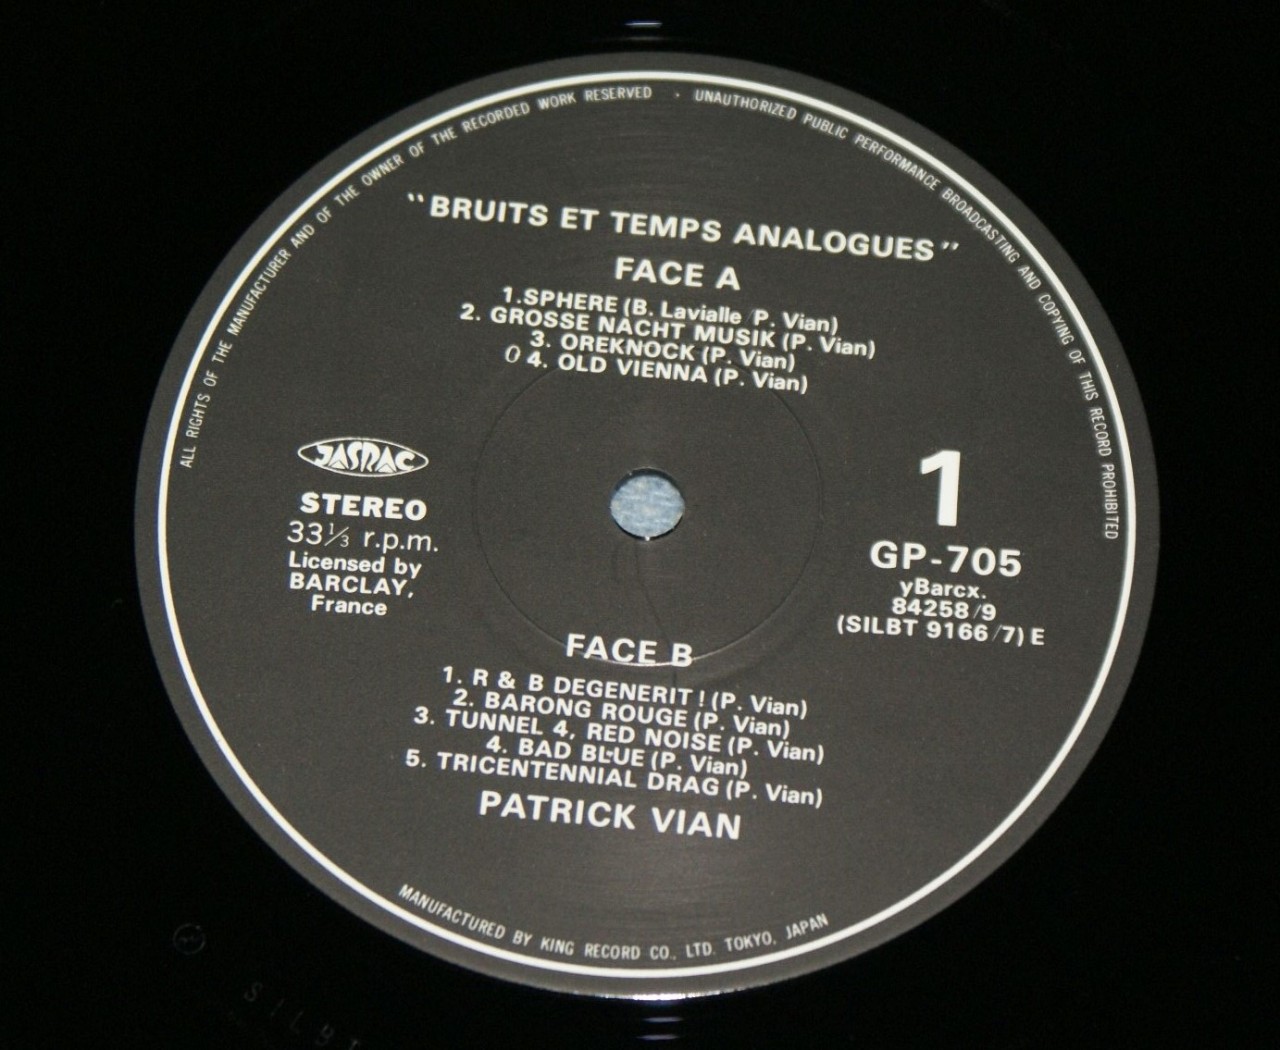 ALL RIGHTS OF THE MANUFACTURER AND OF THE OWNER OF THE RECORDED WORK RESERVED · UNAUTHORIZED PUBLIC PERFORMANCE BROADCASTING AND COPYING OF THIS RECORD PROHIBITED
"BRUITS ET TEMPS ANALOGUES"
FACE A
1. SPHERE (B. Lavialle / P. Vian)
2. GROSSE NACHT MUSIK (P. Vian)
3. OREKNOCK (P. Vian)
O 4. OLD VIENNA (P. Vian)
JASRAC
STEREO
33⅓ r.p.m.
Licensed by
BARCLAY,
France
1
GP-705
yBarcx.
84258/9
(SILBT 9166/7) E
FACE B
1. R & B DEGENERIT! (P. Vian)
2. BARONG ROUGE (P. Vian)
3. TUNNEL 4, RED NOISE (P. Vian)
4. BAD BLUE (P. Vian)
5. TRICENTENNIAL DRAG (P. Vian)
PATRICK VIAN
MANUFACTURED BY KING RECORD CO., LTD. TOKYO, JAPAN
SILBT